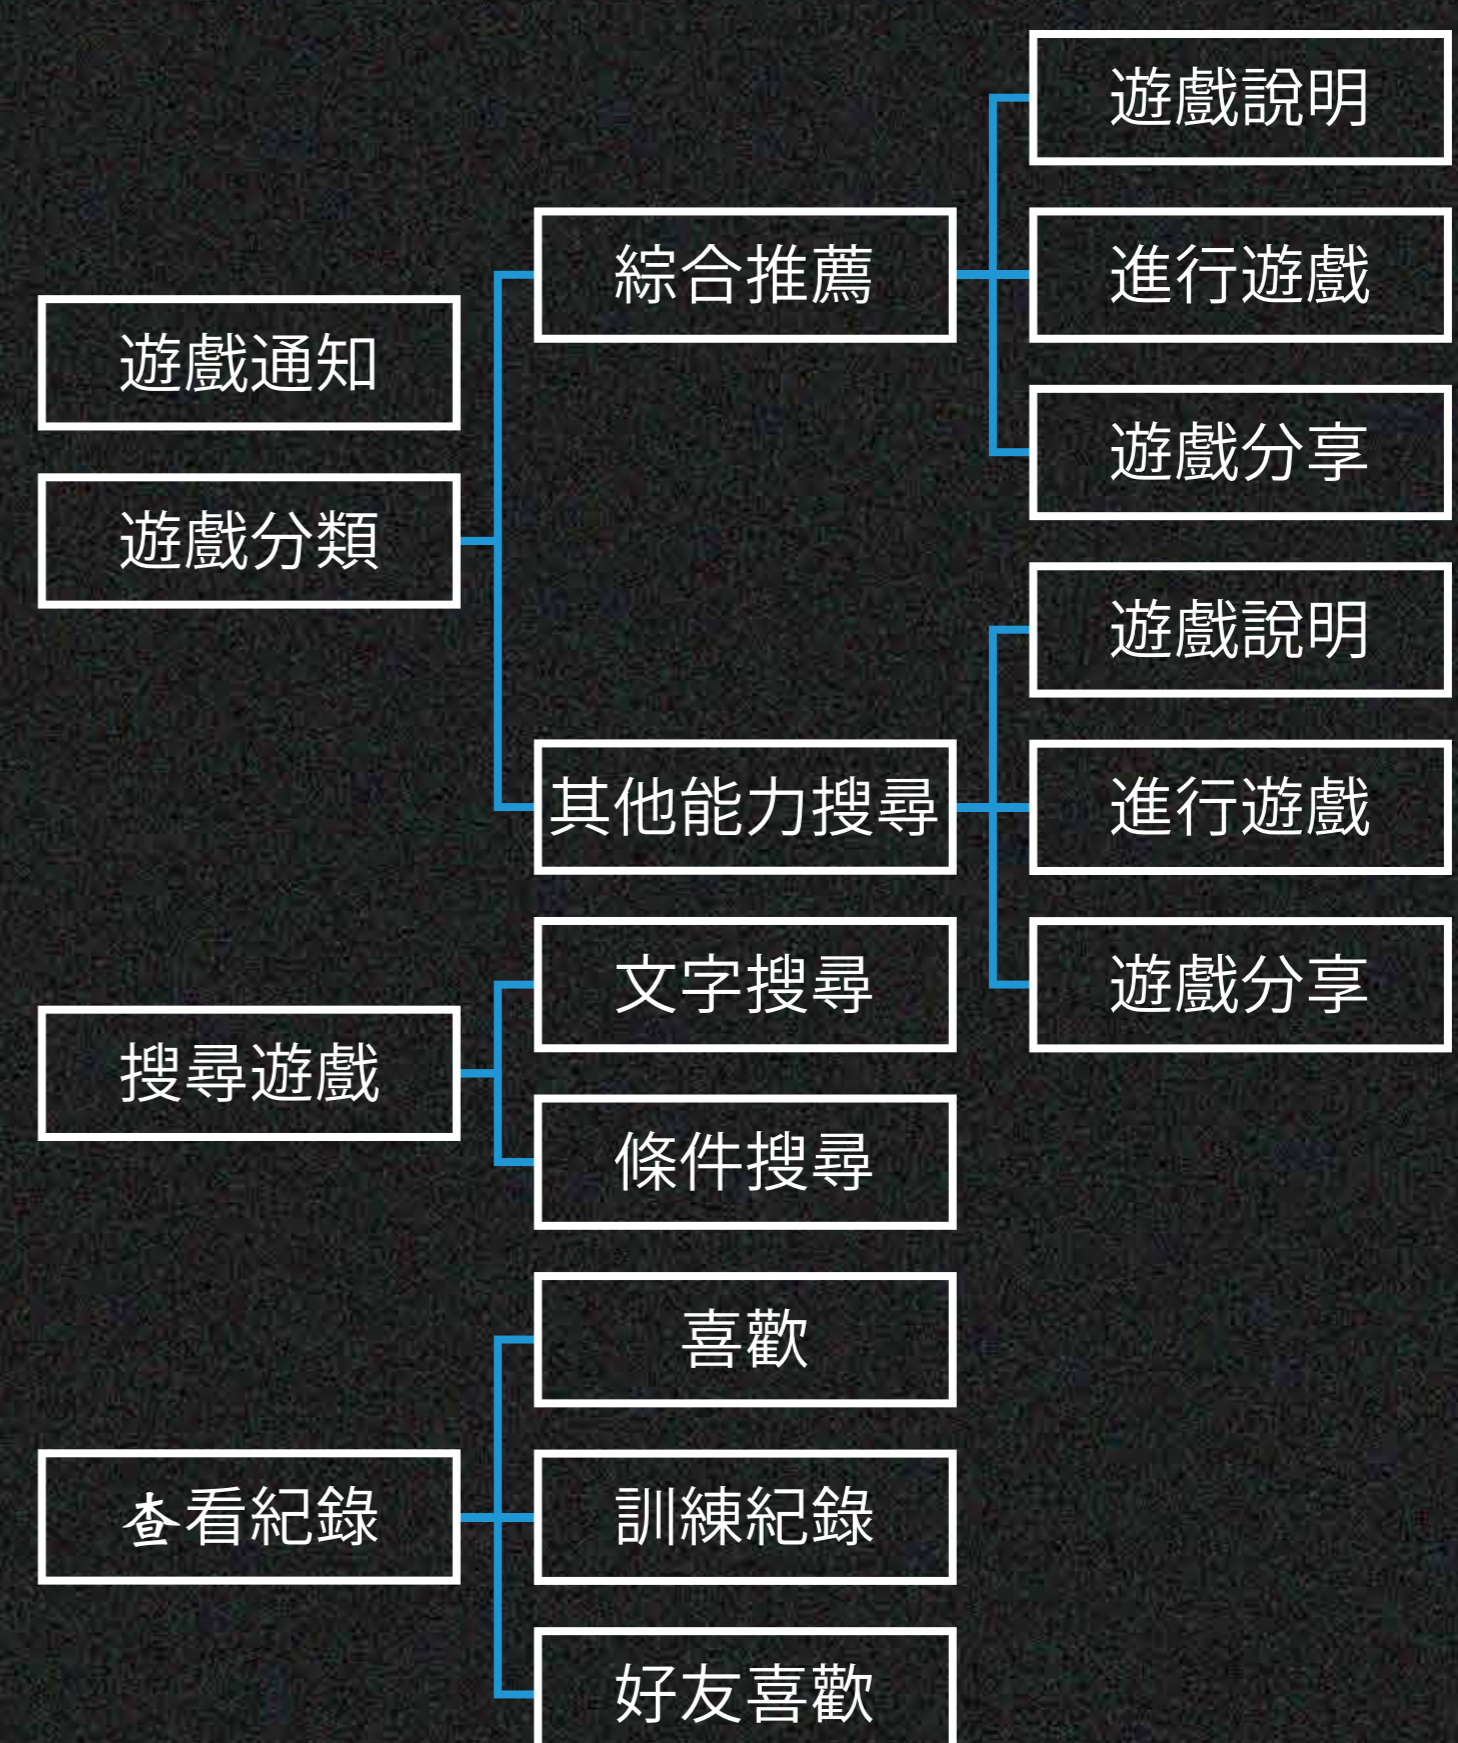 遊戲通知
遊戲分類
綜合推薦
遊戲說明
進行遊戲
遊戲分享
其他能力搜尋
遊戲說明
進行遊戲
遊戲分享
搜尋遊戲
文字搜尋
條件搜尋
查看紀錄
喜歡
訓練紀錄
好友喜歡